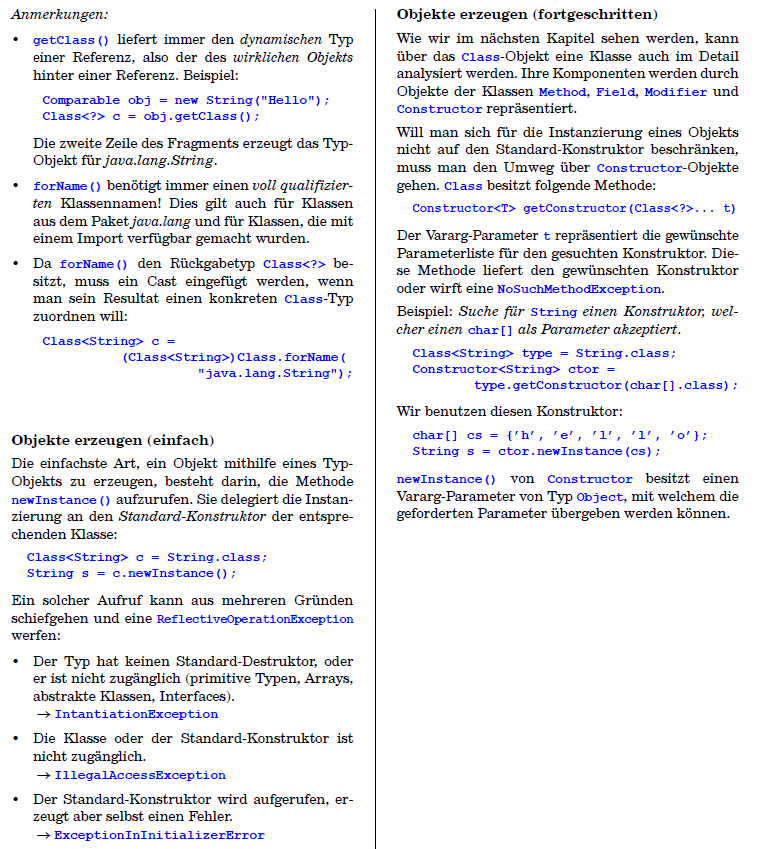 Anmerkungen:
• getClass() liefert immer den dynamischen Typ
einer Referenz, also der des wirklichen Objekts
hinter einer Referenz. Beispiel:
Comparable obj = new String("Hello");
Class<?> c = obj.getClass();
Die zweite Zeile des Fragments erzeugt das Typ-
Objekt für java.lang.String.
• forName() benötigt immer einen voll qualifizier-
ten Klassennamen! Dies gilt auch für Klassen
aus dem Paket java.lang und für Klassen, die mit
einem Import verfügbar gemacht wurden.
• Da forName() den Rückgabetyp Class<?> be-
sitzt, muss ein Cast eingefügt werden, wenn
man sein Resultat einen konkreten Class-Typ
zuordnen will:
Class<String> c =
(Class<String>)Class.forName(
"java.lang.String");
Objekte erzeugen (einfach)
Die einfachste Art, ein Objekt mithilfe eines Typ-
Objekts zu erzeugen, besteht darin, die Methode
newInstance() aufzurufen. Sie delegiert die Instan-
zierung an den Standard-Konstruktor der entspre-
chenden Klasse:
Class<String> c = String.class;
String s = c.newInstance();
Ein solcher Aufruf kann aus mehreren Gründen
schiefgehen und eine ReflectiveOperationException
werfen:
• Der Typ hat keinen Standard-Destruktor, oder
er ist nicht zugänglich (primitive Typen, Arrays,
abstrakte Klassen, Interfaces).
→ IntantiationException
• Die Klasse oder der Standard-Konstruktor ist
nicht zugänglich.
→ IllegalAccessException
• Der Standard-Konstruktor wird aufgerufen, er-
zeugt aber selbst einen Fehler.
→ ExceptionInInitializerError
Objekte erzeugen (fortgeschritten)
Wie wir im nächsten Kapitel sehen werden, kann
über das Class-Objekt eine Klasse auch im Detail
analysiert werden. Ihre Komponenten werden durch
Objekte der Klassen Method, Field, Modifier und
Constructor repräsentiert.
Will man sich für die Instanzierung eines Objekts
nicht auf den Standard-Konstruktor beschränken,
muss man den Umweg über Constructor-Objekte
gehen. Class besitzt folgende Methode:
Constructor<T> getConstructor(Class<?>... t)
Der Vararg-Parameter t repräsentiert die gewünschte
Parameterliste für den gesuchten Konstruktor. Die-
se Methode liefert den gewünschten Konstruktor
oder wirft eine NoSuchMethodException.
Beispiel: Suche für String einen Konstruktor, wel-
cher einen char[] als Parameter akzeptiert.
Class<String> type = String.class;
Constructor<String> ctor =
type.getConstructor(char[].class);
Wir benutzen diesen Konstruktor:
char[] cs = {’h’, ’e’, ’l’, ’l’, ’o’};
String s = ctor.newInstance(cs);
newInstance() von Constructor besitzt einen
Vararg-Parameter von Typ Object, mit welchem die
geforderten Parameter übergeben werden können.